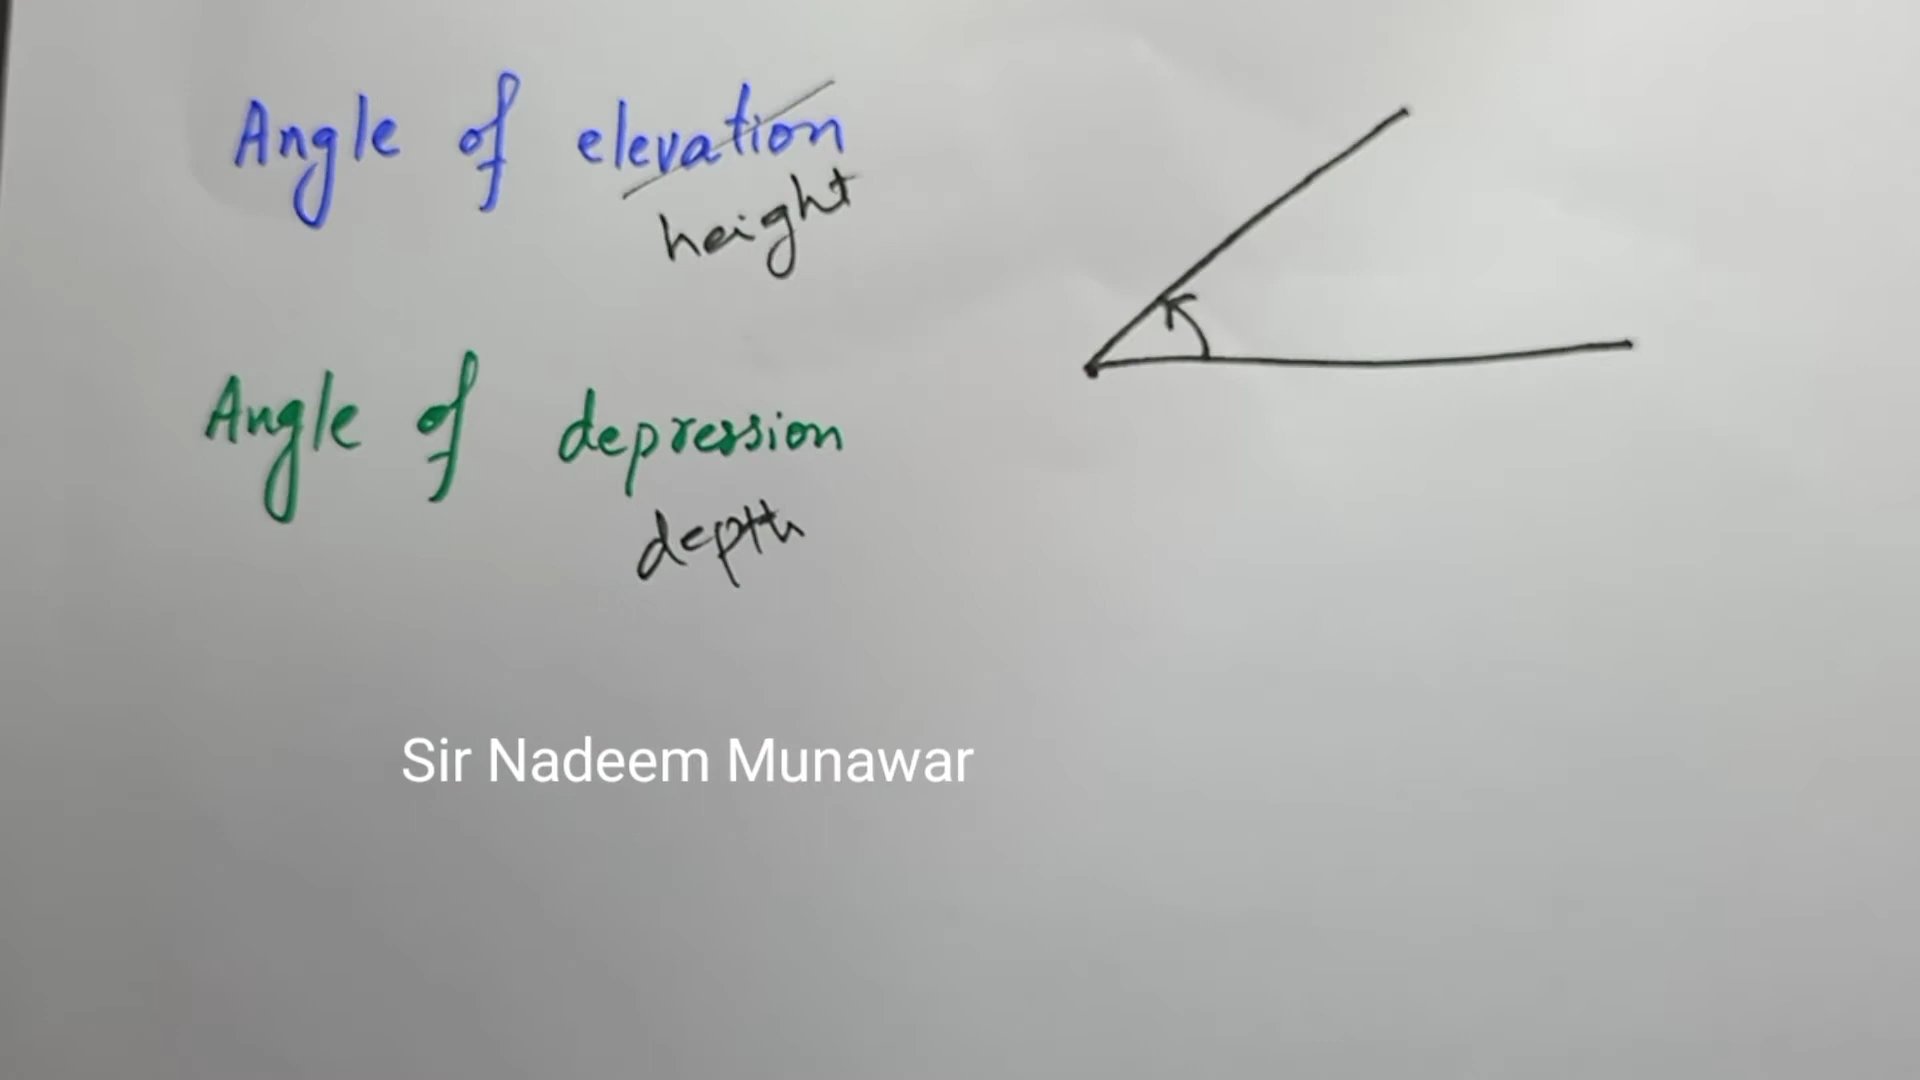 Angle of elevation
height
Angle of depression
depth
Sir Nadeem Munawar